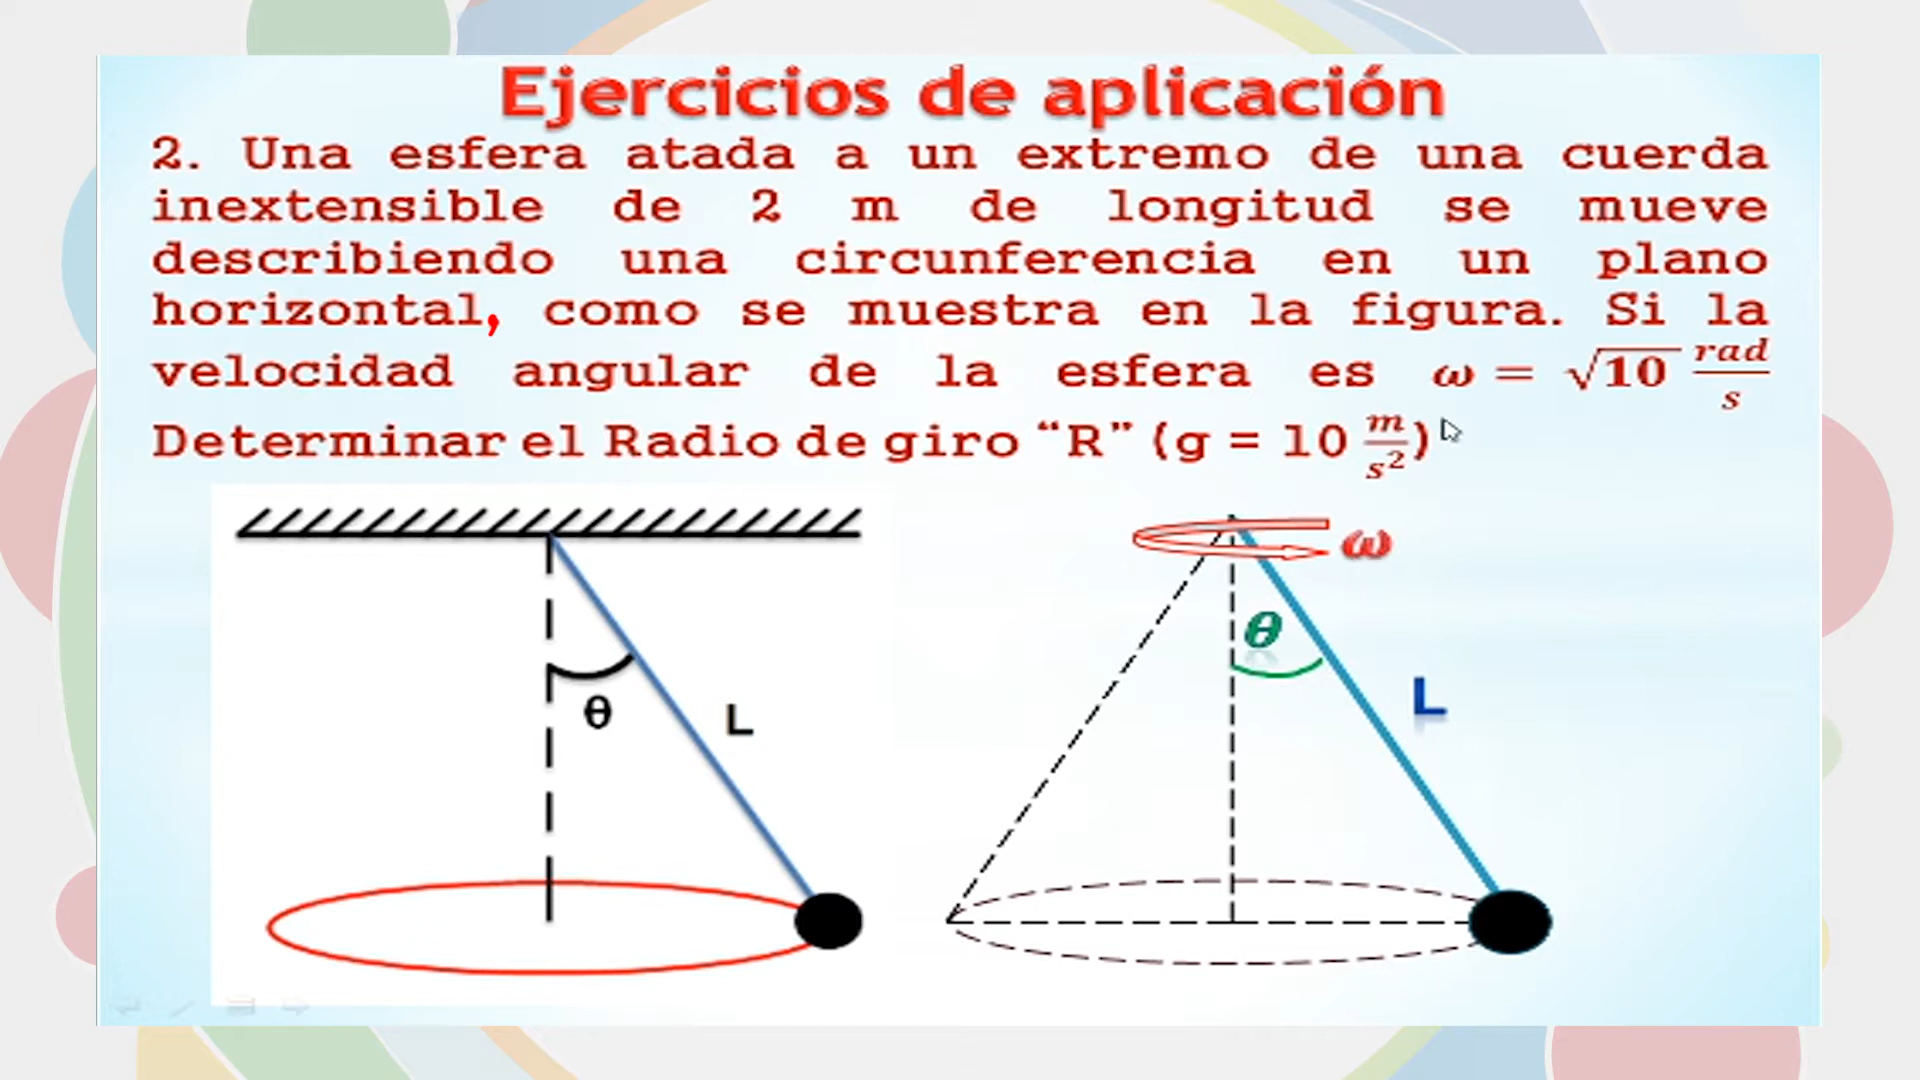 Ejercicios de aplicación
2. Una esfera atada a un extremo de una cuerda
inextensible de 2 m de longitud se mueve
describiendo una circunferencia en un plano
horizontal, como se muestra en la figura. Si la
velocidad angular de la esfera es ω = √10 rad/s
Determinar el Radio de giro “R” (g = 10 m/s²)
ω
θ
L
θ
L